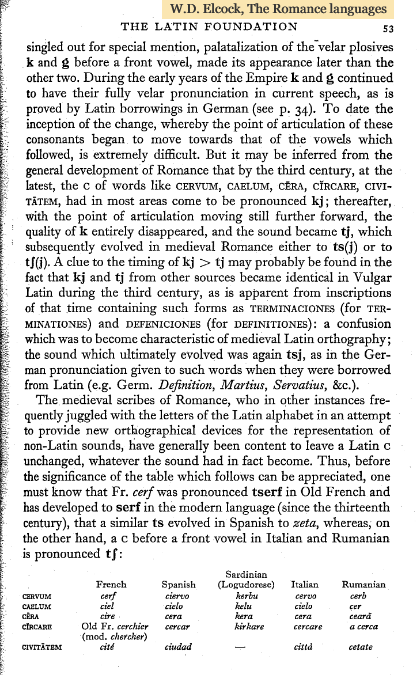 W.D. Elcock, The Romance languages
THE LATIN FOUNDATION 53
singled out for special mention, palatalization of the velar plosives
k and g before a front vowel, made its appearance later than the
other two. During the early years of the Empire k and g continued
to have their fully velar pronunciation in current speech, as is
proved by Latin borrowings in German (see p. 34). To date the
inception of the change, whereby the point of articulation of these
consonants began to move towards that of the vowels which
followed, is extremely difficult. But it may be inferred from the
general development of Romance that by the third century, at the
latest, the C of words like CERVUM, CAELUM, CĒRA, CĬRCARE, CIVI-
TĀTEM, had in most areas come to be pronounced kj; thereafter,
with the point of articulation moving still further forward, the
quality of k entirely disappeared, and the sound became tj, which
subsequently evolved in medieval Romance either to ts(j) or to
tʃ(j). A clue to the timing of kj > tj may probably be found in the
fact that kj and tj from other sources became identical in Vulgar
Latin during the third century, as is apparent from inscriptions
of that time containing such forms as TERMINACIONES (for TER-
MINATIONES) and DEFENICIONES (for DEFINITIONES): a confusion
which was to become characteristic of medieval Latin orthography;
the sound which ultimately evolved was again tsj, as in the Ger-
man pronunciation given to such words when they were borrowed
from Latin (e.g. Germ. Definition, Martius, Servatius, &c.).
The medieval scribes of Romance, who in other instances fre-
quently juggled with the letters of the Latin alphabet in an attempt
to provide new orthographical devices for the representation of
non-Latin sounds, have generally been content to leave a Latin C
unchanged, whatever the sound had in fact become. Thus, before
the significance of the table which follows can be appreciated, one
must know that Fr. cerf was pronounced tserf in Old French and
has developed to serf in the modern language (since the thirteenth
century), that a similar ts evolved in Spanish to zeta, whereas, on
the other hand, a c before a front vowel in Italian and Rumanian
is pronounced tʃ:
Sardinian
French Spanish (Logudorese) Italian Rumanian
CERVUM cerf ciervo kerbu cervo cerb
CAELUM ciel cielo kelu cielo cer
CĒRA cire cera kera cera ceară
CĬRCARE Old Fr. cerchier cercar kirkare cercare a cerca
(mod. chercher)
CIVITĀTEM cité ciudad — città cetate